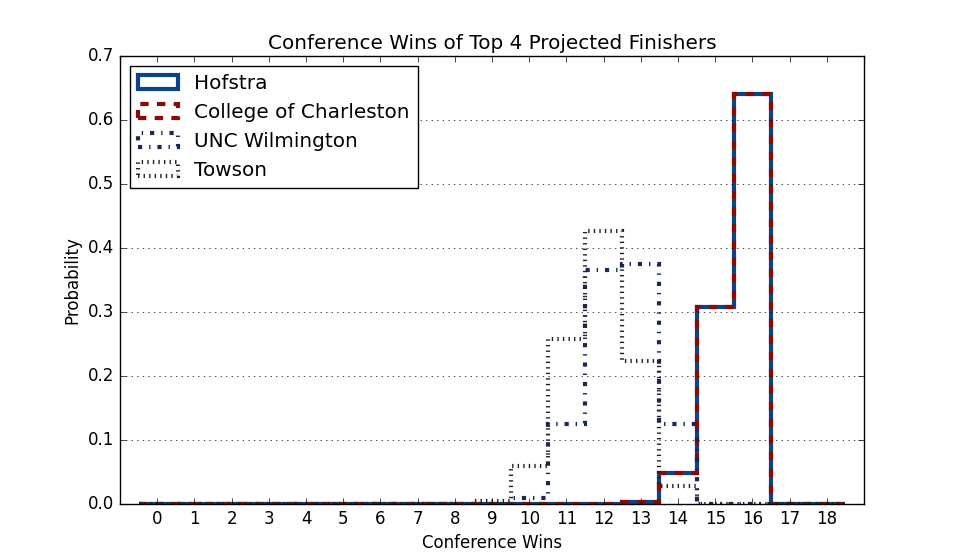 Conference Wins of Top 4 Projected Finishers
0.7
0.6
0.5
0.4
0.3
0.2
0.1
0.0
Probability
Hofstra
College of Charleston
UNC Wilmington
Towson
0 1 2 3 4 5 6 7 8 9 10 11 12 13 14 15 16 17 18
Conference Wins